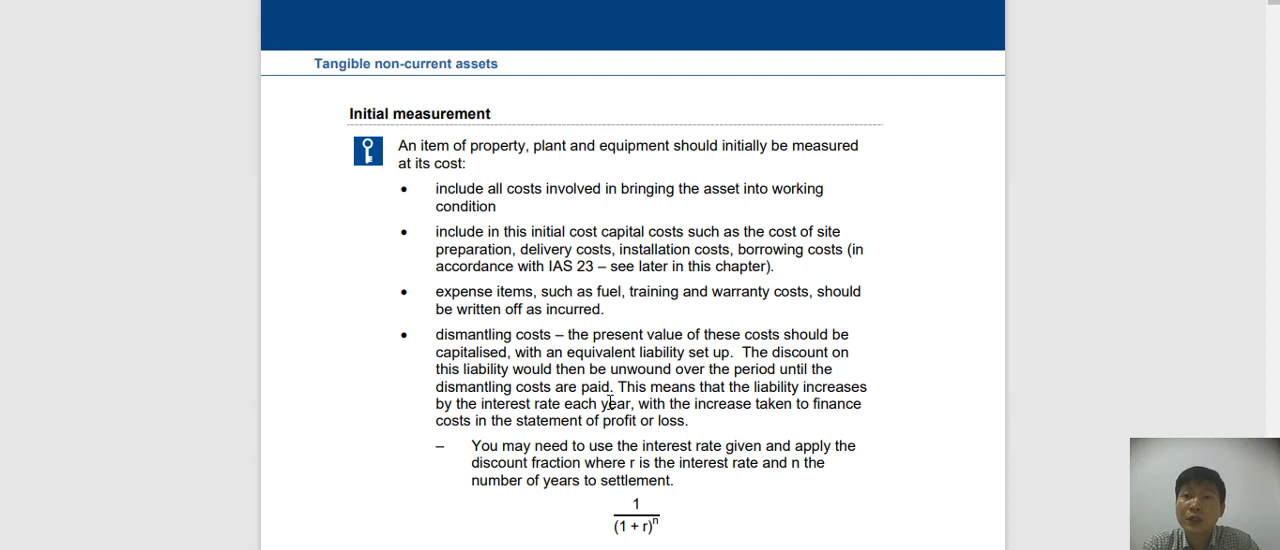 Tangible non-current assets
Initial measurement
An item of property, plant and equipment should initially be measured
at its cost:
• include all costs involved in bringing the asset into working
condition
• include in this initial cost capital costs such as the cost of site
preparation, delivery costs, installation costs, borrowing costs (in
accordance with IAS 23 – see later in this chapter).
• expense items, such as fuel, training and warranty costs, should
be written off as incurred.
• dismantling costs – the present value of these costs should be
capitalised, with an equivalent liability set up.  The discount on
this liability would then be unwound over the period until the
dismantling costs are paid. This means that the liability increases
by the interest rate each year, with the increase taken to finance
costs in the statement of profit or loss.
– You may need to use the interest rate given and apply the
discount fraction where r is the interest rate and n the
number of years to settlement.
1
(1 + r)^n